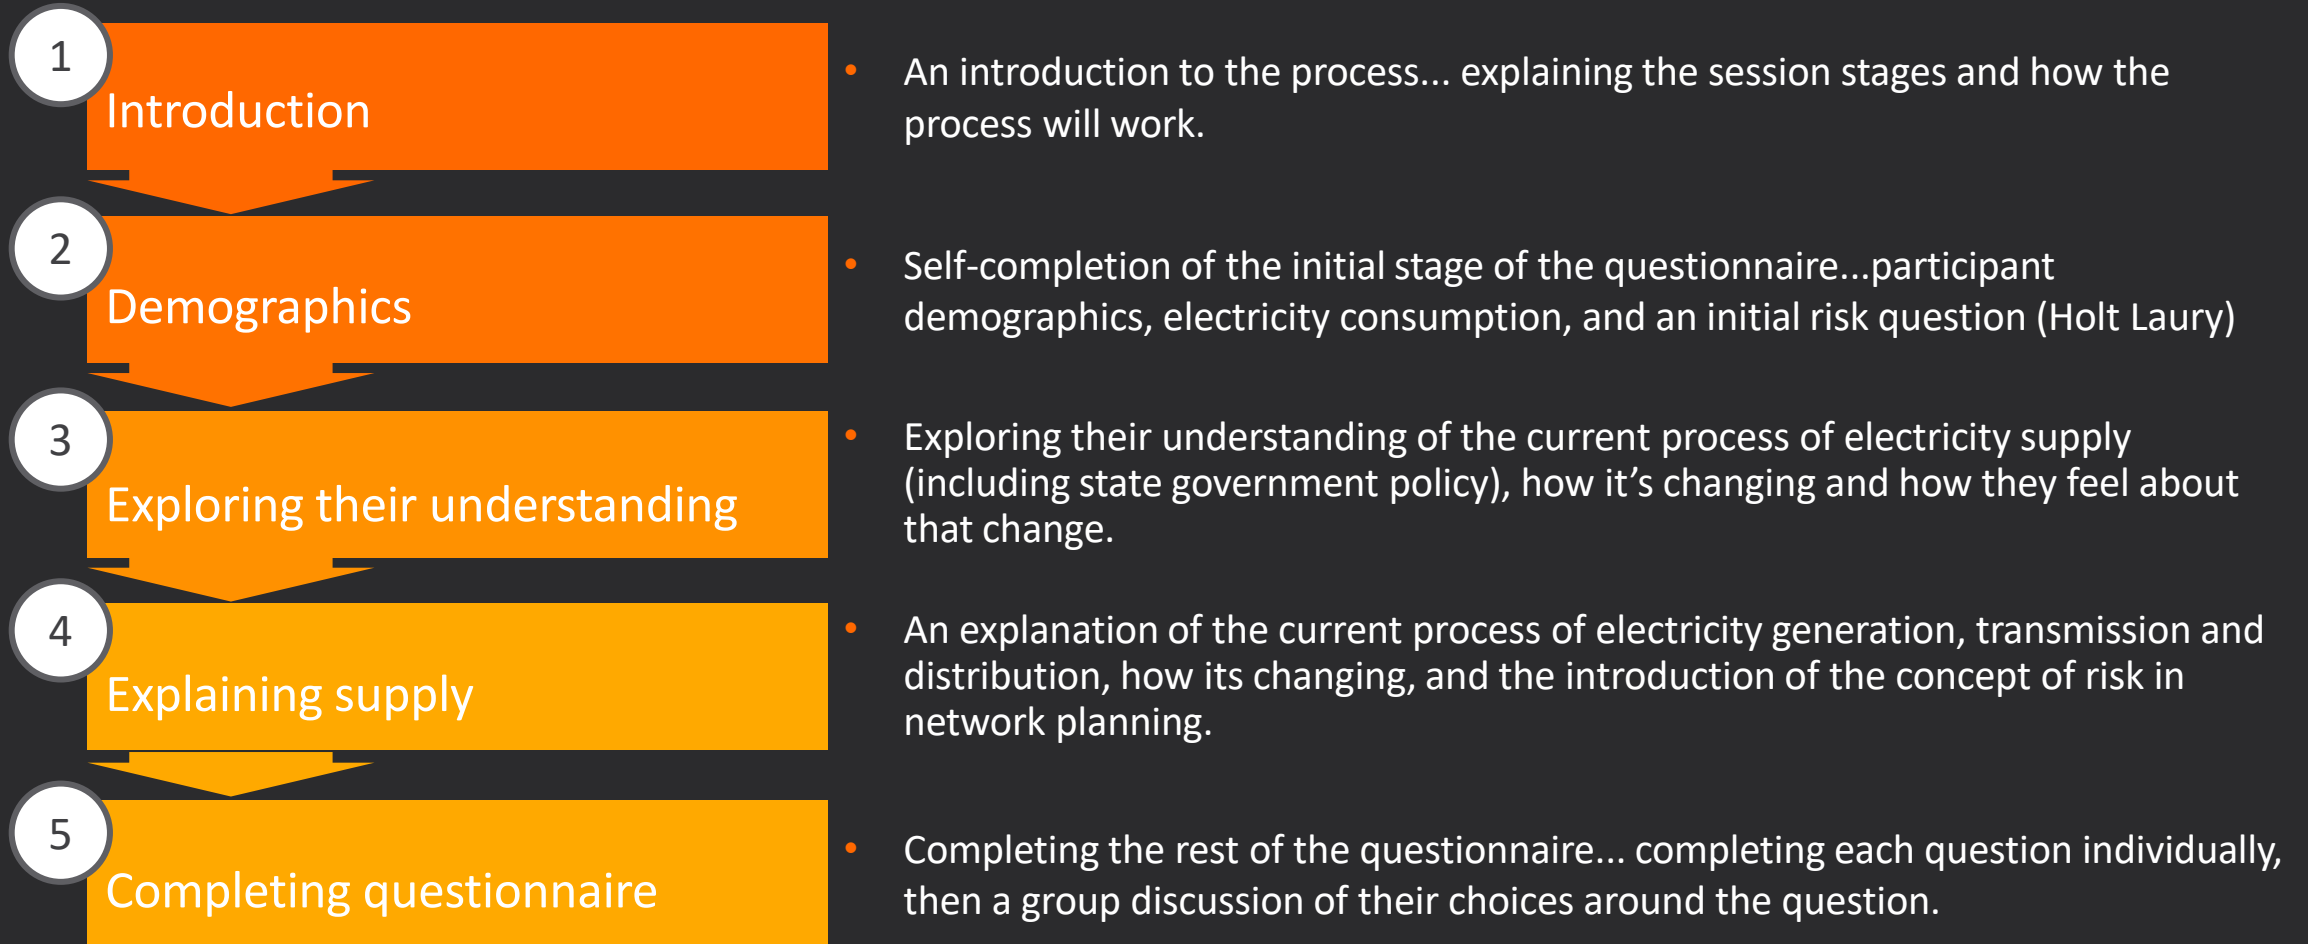 1
Introduction
An introduction to the process... explaining the session stages and how the
process will work.
2
Demographics
Self-completion of the initial stage of the questionnaire...participant
demographics, electricity consumption, and an initial risk question (Holt Laury)
3
Exploring their understanding
Exploring their understanding of the current process of electricity supply
(including state government policy), how it’s changing and how they feel about
that change.
4
Explaining supply
An explanation of the current process of electricity generation, transmission and
distribution, how its changing, and the introduction of the concept of risk in
network planning.
5
Completing questionnaire
Completing the rest of the questionnaire... completing each question individually,
then a group discussion of their choices around the question.